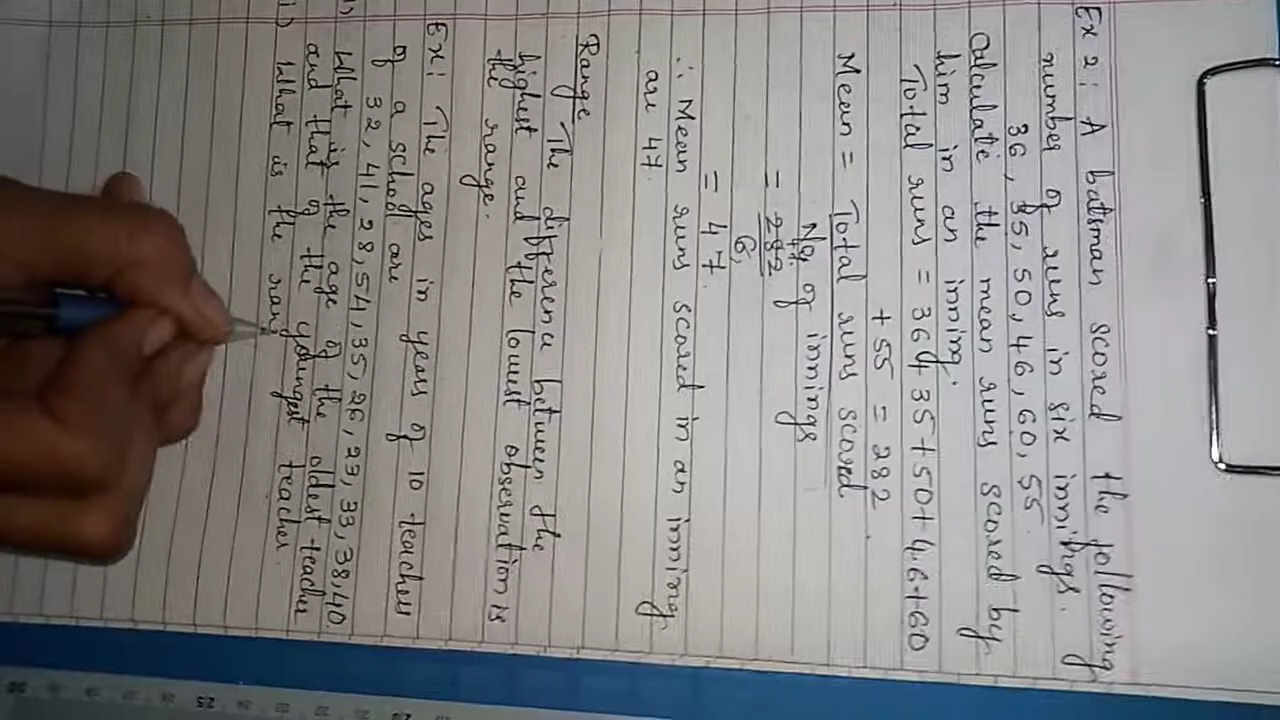 Ex 2: A batsman scored the following
number of runs in six innings.
36, 35, 50, 46, 60, 55
Calculate the mean runs scored by
him in an inning.
Total runs = 36 + 35 + 50 + 46 + 60
+ 55 = 282
Mean = Total runs scored
No. of innings
= 282
6
= 47.
∴ Mean runs scored in an inning
are 47.
Range
The difference between the
highest and the lowest observation is
the range.
Ex: The ages in years of 10 teachers
of a school are
32, 41, 28, 54, 35, 26, 23, 33, 38, 40
i) What is the age of the oldest teacher
and that of the youngest teacher.
What is the ran
25
30